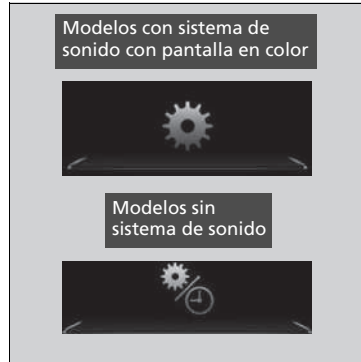 Modelos con sistema de
sonido con pantalla en color
Modelos sin
sistema de sonido